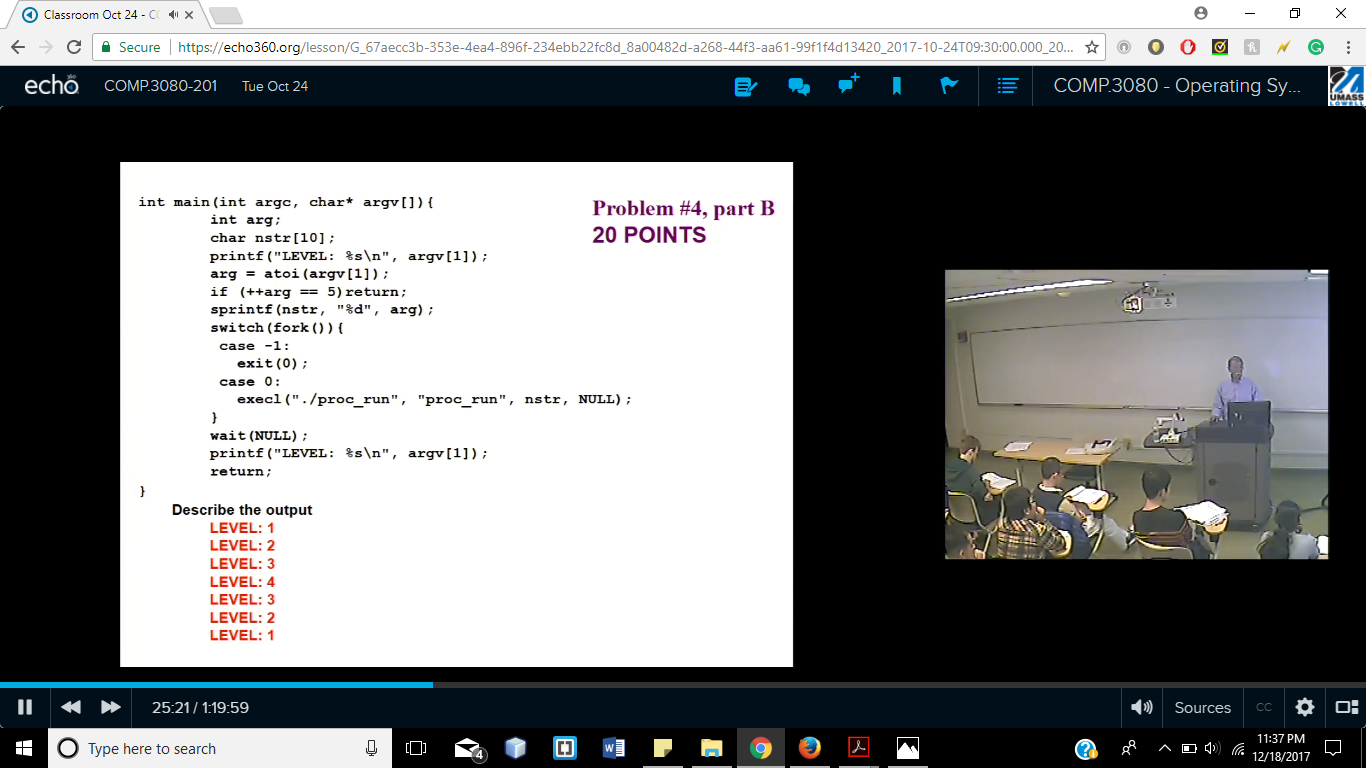 Classroom Oct 24 - C
Secure
https://echo360.org/lesson/G_67aecc3b-353e-4ea4-896f-234ebb22fc8d_8a00482d-a268-44f3-aa61-99f1f4d13420_2017-10-24T09:30:00.000_20...
echo COMP.3080-201 Tue Oct 24 COMP.3080 - Operating Sy...
UMASS
LOWELL
int main(int argc, char* argv[]){
Problem #4, part B
int arg;
20 POINTS
char nstr[10];
printf("LEVEL: %s\n", argv[1]);
arg = atoi(argv[1]);
if (++arg == 5)return;
sprintf(nstr, "%d", arg);
switch(fork()){
case -1:
exit(0);
case 0:
execl("./proc_run", "proc_run", nstr, NULL);
}
wait(NULL);
printf("LEVEL: %s\n", argv[1]);
return;
}
Describe the output
LEVEL: 1
LEVEL: 2
LEVEL: 3
LEVEL: 4
LEVEL: 3
LEVEL: 2
LEVEL: 1
25:21 / 1:19:59 Sources CC
Type here to search
4
11:37 PM
12/18/2017